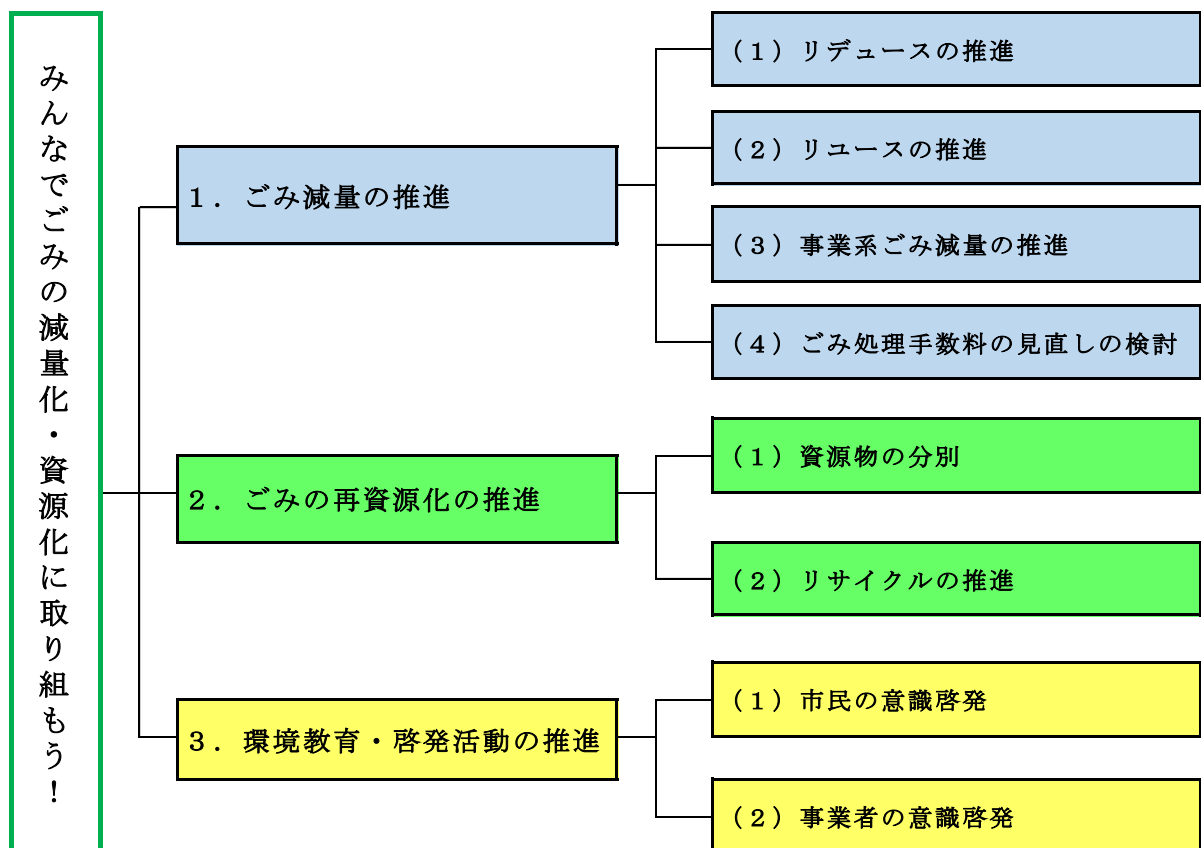 みんなでごみの減量化・資源化に取り組もう！
１．ごみ減量の推進
（１）リデュースの推進
（２）リユースの推進
（３）事業系ごみ減量の推進
（４）ごみ処理手数料の見直しの検討
２．ごみの再資源化の推進
（１）資源物の分別
（２）リサイクルの推進
３．環境教育・啓発活動の推進
（１）市民の意識啓発
（２）事業者の意識啓発